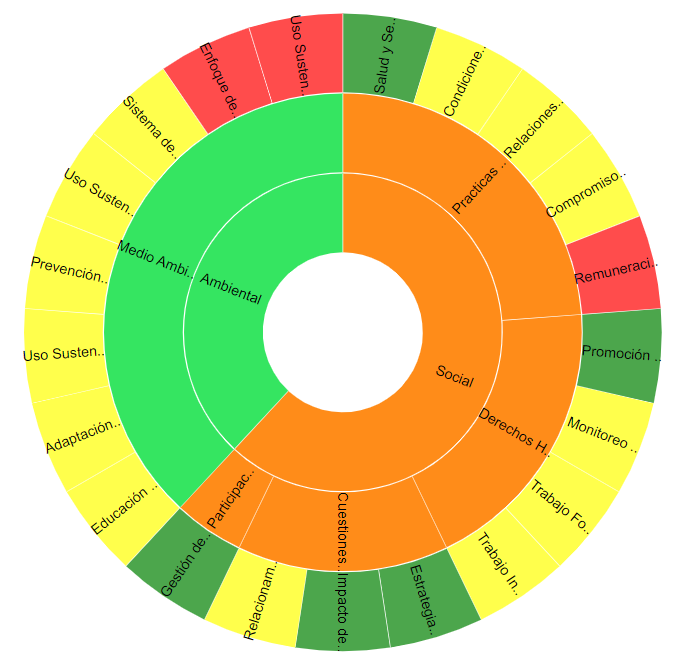 Ambiental
Social
Medio Ambi..
Practicas ..
Derechos H..
Cuestiones..
Participac..
Salud y Se..
Condicione..
Relaciones..
Compromiso..
Remuneraci..
Promoción ..
Monitoreo ..
Trabajo Fo..
Trabajo In..
Estrategia..
Impacto de..
Relacionam..
Gestión de..
Educación ..
Adaptación..
Uso Susten..
Prevención..
Uso Susten..
Sistema de..
Enfoque de..
Uso Susten..